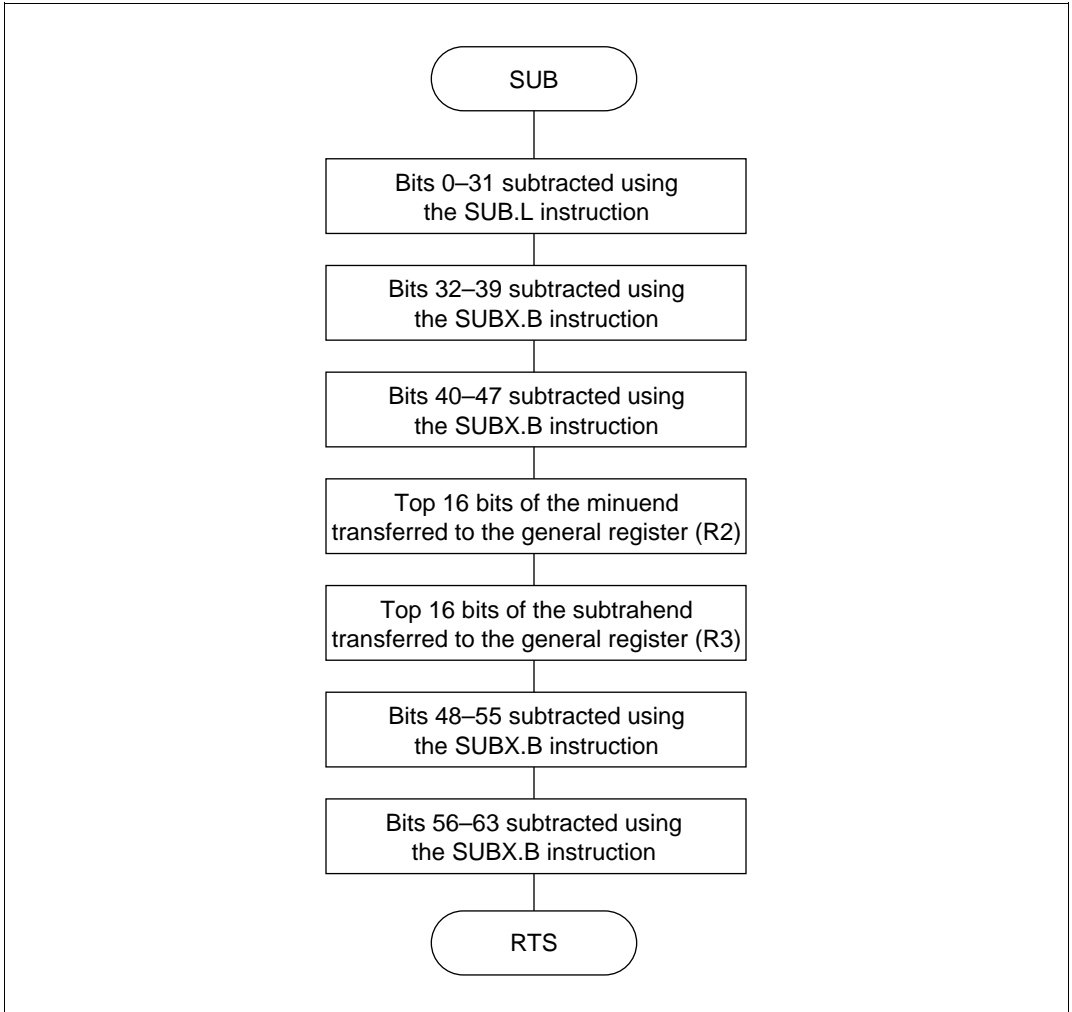 SUB
Bits 0–31 subtracted using
the SUB.L instruction
Bits 32–39 subtracted using
the SUBX.B instruction
Bits 40–47 subtracted using
the SUBX.B instruction
Top 16 bits of the minuend
transferred to the general register (R2)
Top 16 bits of the subtrahend
transferred to the general register (R3)
Bits 48–55 subtracted using
the SUBX.B instruction
Bits 56–63 subtracted using
the SUBX.B instruction
RTS